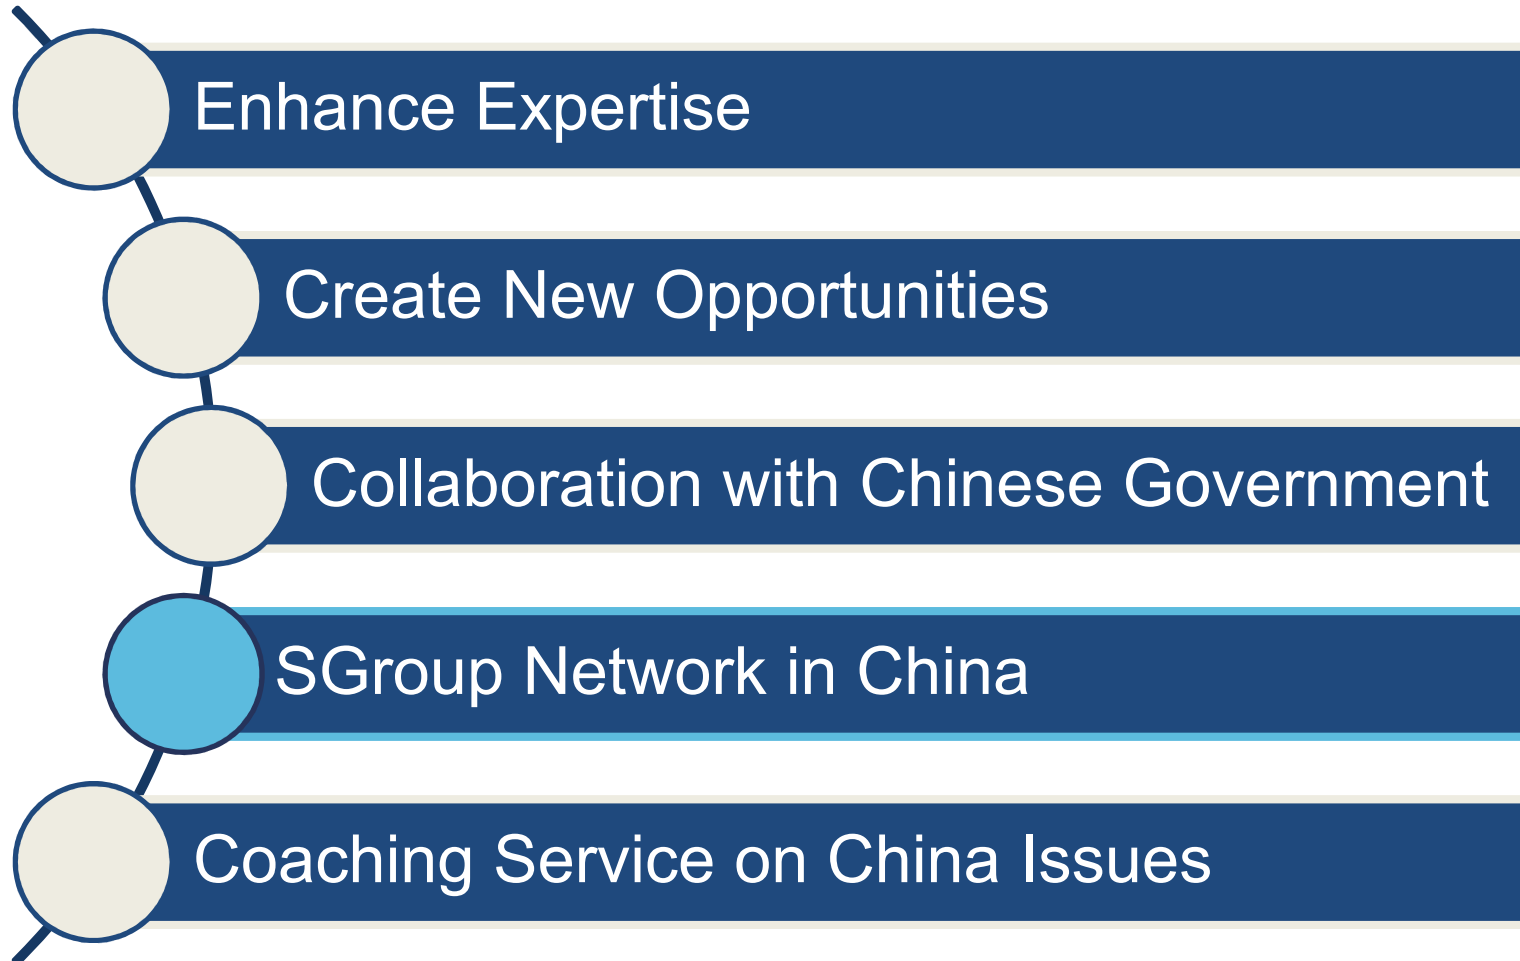 Enhance Expertise
Create New Opportunities
Collaboration with Chinese Government
SGroup Network in China
Coaching Service on China Issues